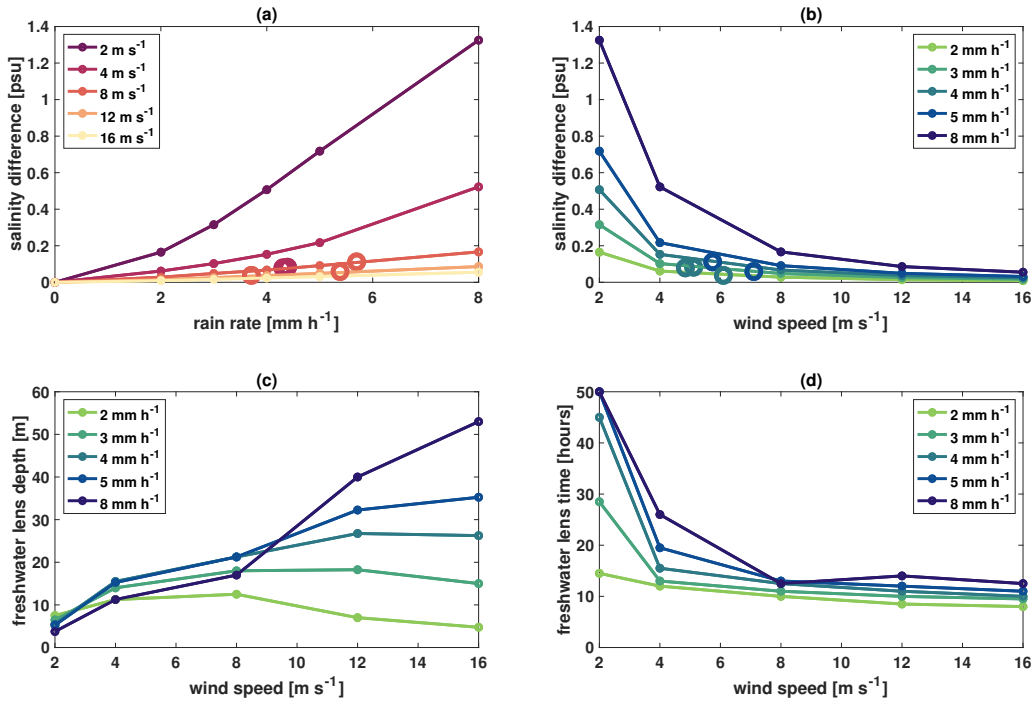 (a)
salinity difference [psu]
1.4
1.2
1
0.8
0.6
0.4
0.2
0
2 m s⁻¹
4 m s⁻¹
8 m s⁻¹
12 m s⁻¹
16 m s⁻¹
0 2 4 6 8
rain rate [mm h⁻¹]
(b)
salinity difference [psu]
1.4
1.2
1
0.8
0.6
0.4
0.2
0
2 mm h⁻¹
3 mm h⁻¹
4 mm h⁻¹
5 mm h⁻¹
8 mm h⁻¹
2 4 6 8 10 12 14 16
wind speed [m s⁻¹]
(c)
freshwater lens depth [m]
60
50
40
30
20
10
0
2 mm h⁻¹
3 mm h⁻¹
4 mm h⁻¹
5 mm h⁻¹
8 mm h⁻¹
2 4 6 8 10 12 14 16
wind speed [m s⁻¹]
(d)
freshwater lens time [hours]
50
40
30
20
10
0
2 mm h⁻¹
3 mm h⁻¹
4 mm h⁻¹
5 mm h⁻¹
8 mm h⁻¹
2 4 6 8 10 12 14 16
wind speed [m s⁻¹]